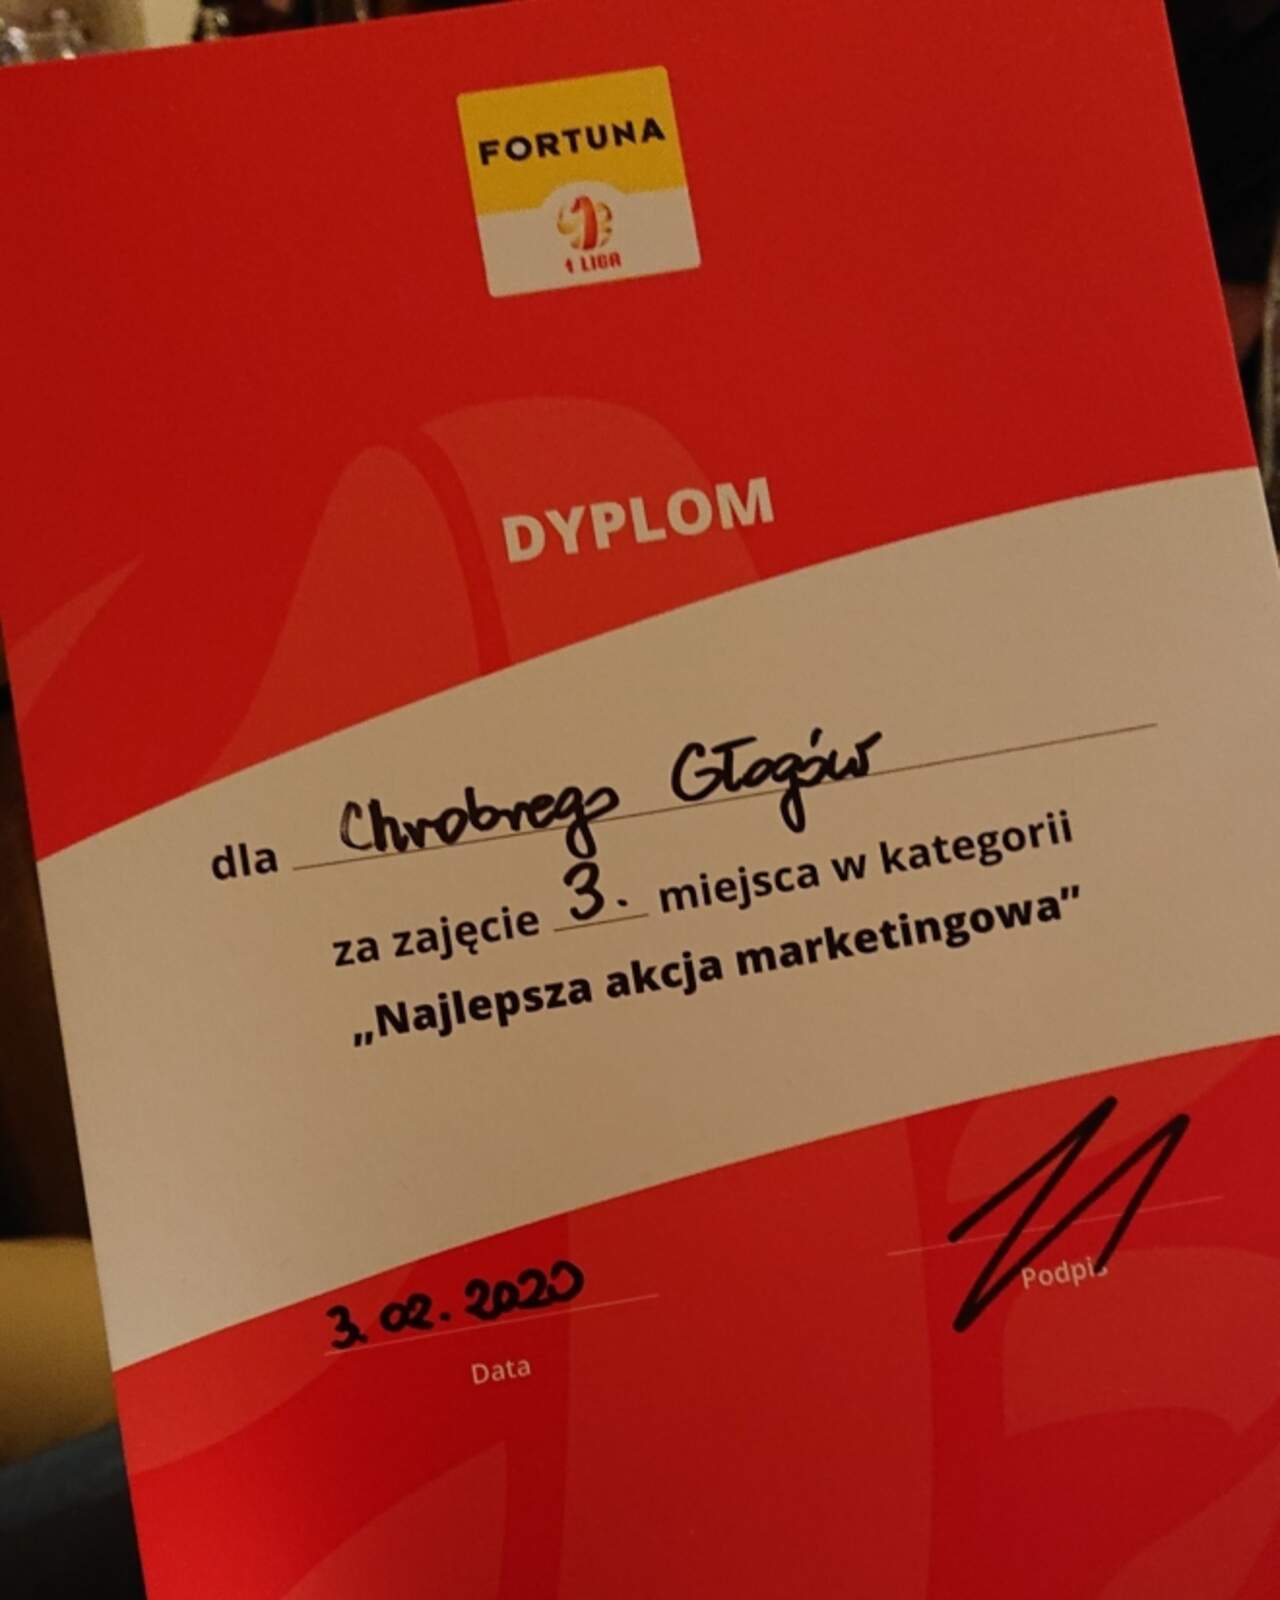 FORTUNA
1 LIGA
DYPLOM
dla Chrobrego Głogów
za zajęcie 3. miejsca w kategorii
„Najlepsza akcja marketingowa”
3.02.2020
Data
Podpis